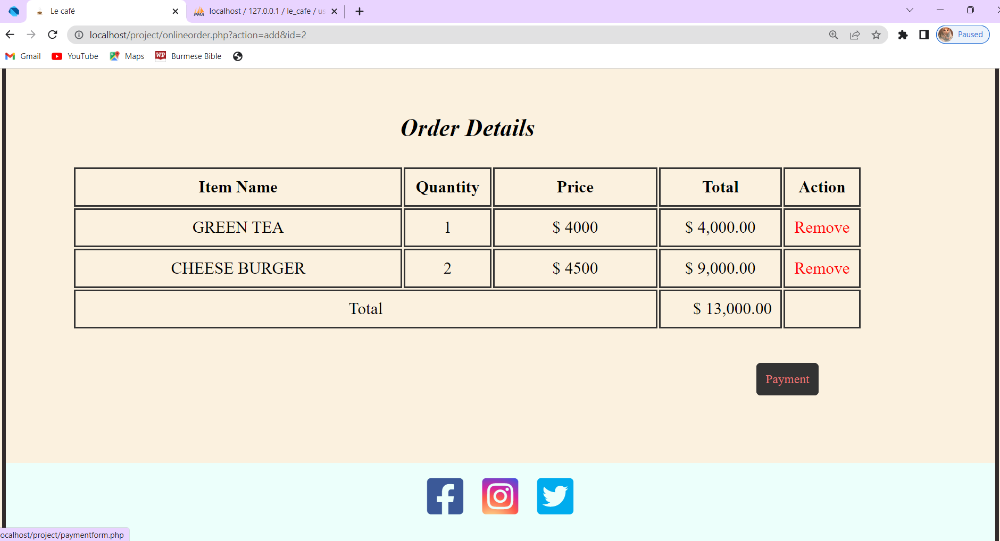 Le café
localhost / 127.0.0.1 / le_cafe / us
localhost/project/onlineorder.php?action=add&id=2
Paused
Gmail YouTube Maps WP Burmese Bible
Order Details
Item Name Quantity Price Total Action
GREEN TEA 1 $ 4000 $ 4,000.00 Remove
CHEESE BURGER 2 $ 4500 $ 9,000.00 Remove
Total $ 13,000.00
Payment
ocalhost/project/paymentform.php